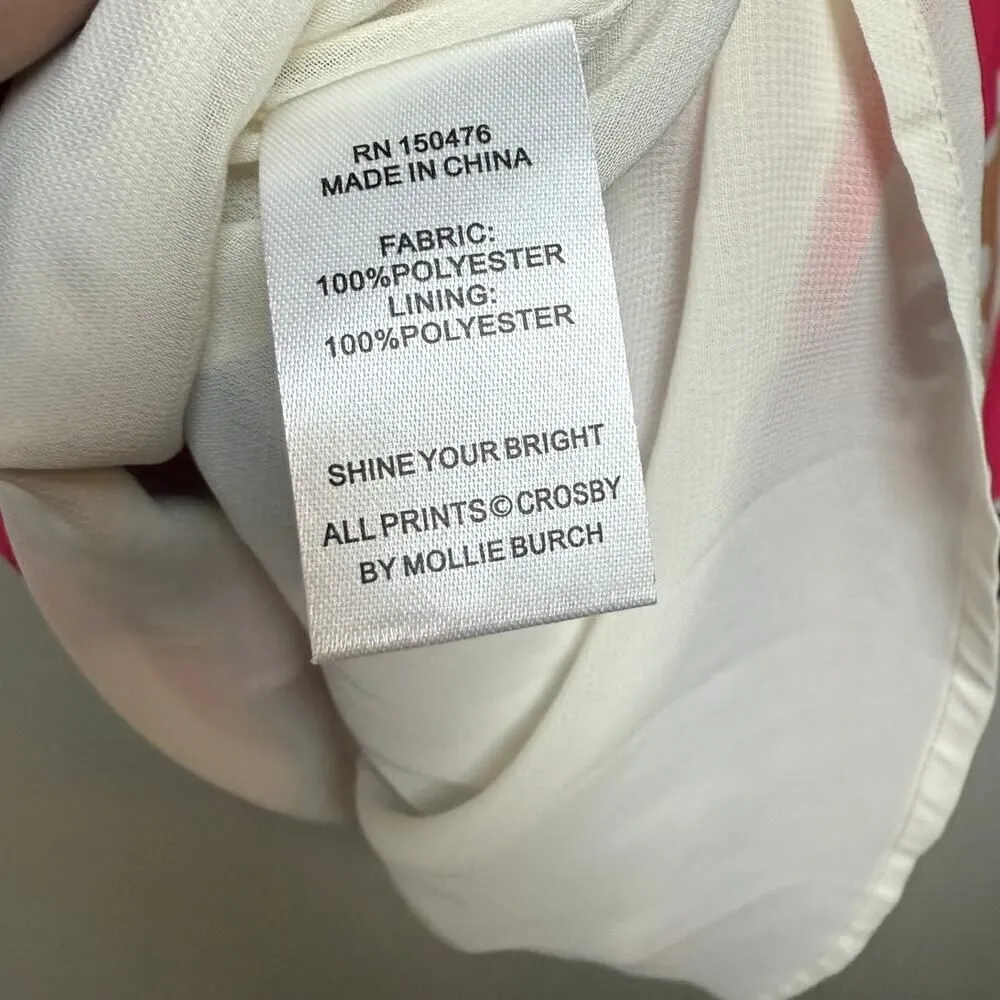 RN 150476
MADE IN CHINA
FABRIC:
100%POLYESTER
LINING:
100%POLYESTER
SHINE YOUR BRIGHT
ALL PRINTS©CROSBY
BY MOLLIE BURCH